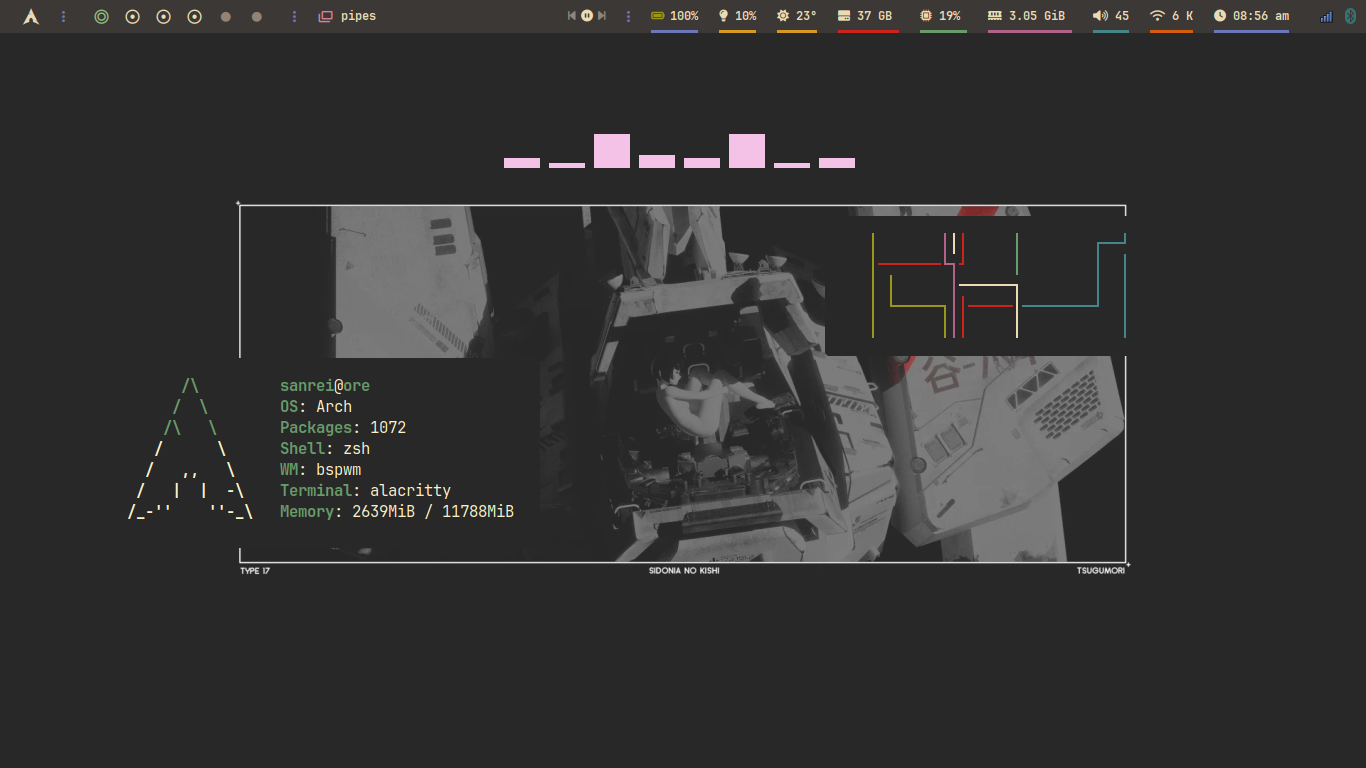 pipes 100% 10% 23° 37 GB 19% 3.05 GiB 45 6 K 08:56 am
谷
sanrei@ore
OS: Arch
Packages: 1072
Shell: zsh
WM: bspwm
Terminal: alacritty
Memory: 2639MiB / 11788MiB
TYPE 17 SIDONIA NO KISHI TSUGUMORI